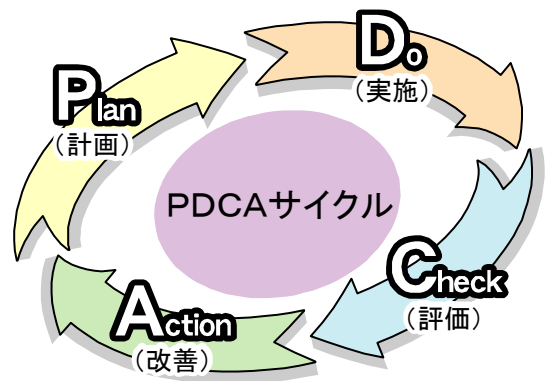 Plan
（計画）
Do
（実施）
PDCAサイクル
Check
（評価）
Action
（改善）